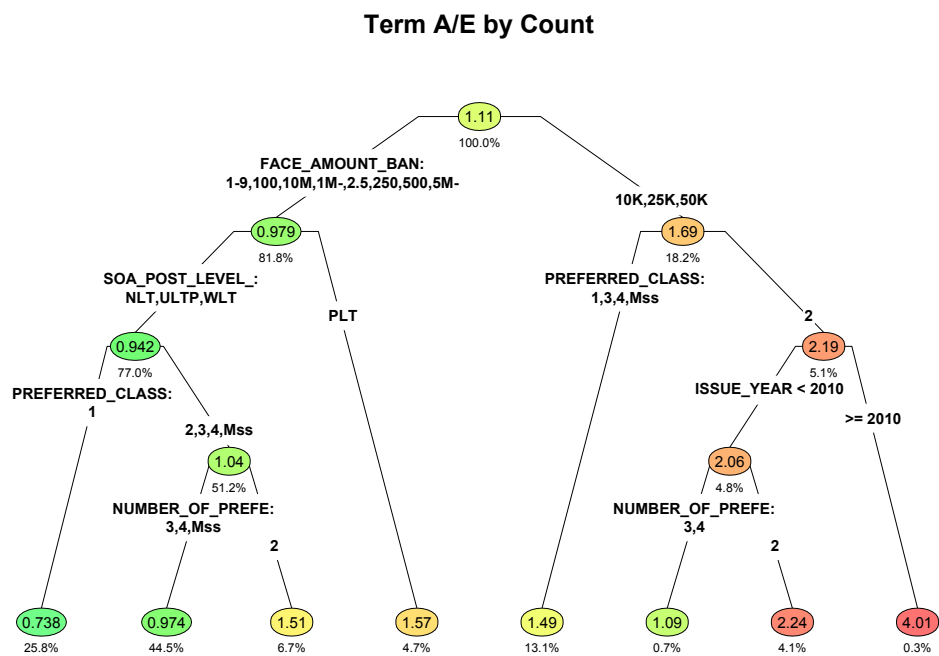 Term A/E by Count
1.11
100.0%
FACE_AMOUNT_BAN:
1-9,100,10M,1M-,2.5,250,500,5M-
10K,25K,50K
0.979
81.8%
1.69
18.2%
SOA_POST_LEVEL_:
NLT,ULTP,WLT
PLT
PREFERRED_CLASS:
1,3,4,Mss
2
0.942
77.0%
2.19
5.1%
PREFERRED_CLASS:
1
2,3,4,Mss
ISSUE_YEAR < 2010
>= 2010
1.04
51.2%
2.06
4.8%
NUMBER_OF_PREFE:
3,4,Mss
2
NUMBER_OF_PREFE:
3,4
2
0.738
0.974
1.51
1.57
1.49
1.09
2.24
4.01
25.8%
44.5%
6.7%
4.7%
13.1%
0.7%
4.1%
0.3%